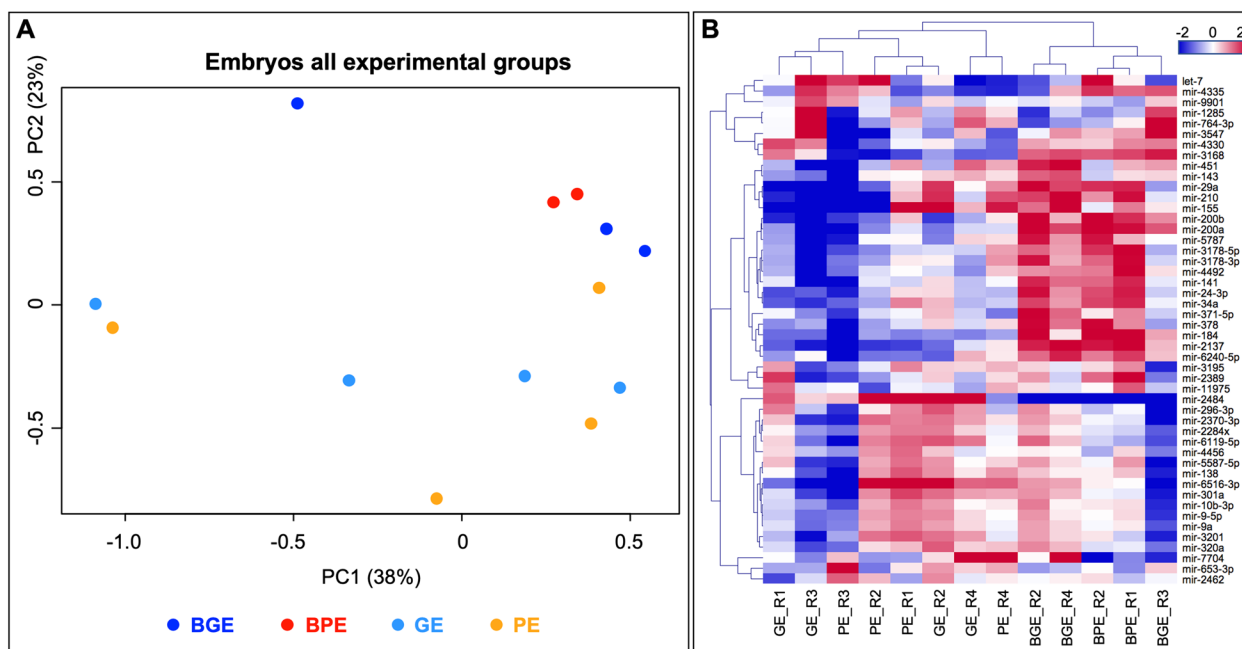 A
Embryos all experimental groups
PC2 (23%)
0.5
0
-0.5
-1.0
-0.5
0
0.5
PC1 (38%)
BGE
BPE
GE
PE
B
-2 0 2
let-7
mir-4335
mir-9901
mir-1285
mir-764-3p
mir-3547
mir-4330
mir-3168
mir-451
mir-143
mir-29a
mir-210
mir-155
mir-200b
mir-200a
mir-5787
mir-3178-5p
mir-3178-3p
mir-4492
mir-141
mir-24-3p
mir-34a
mir-371-5p
mir-378
mir-184
mir-2137
mir-6240-5p
mir-3195
mir-2389
mir-11975
mir-2484
mir-296-3p
mir-2370-3p
mir-2284x
mir-6119-5p
mir-4456
mir-5587-5p
mir-138
mir-6516-3p
mir-301a
mir-10b-3p
mir-9-5p
mir-9a
mir-3201
mir-320a
mir-7704
mir-653-3p
mir-2462
GE_R1
GE_R3
PE_R3
PE_R2
PE_R1
GE_R2
GE_R4
PE_R4
BGE_R2
BGE_R4
BPE_R2
BPE_R1
BGE_R3